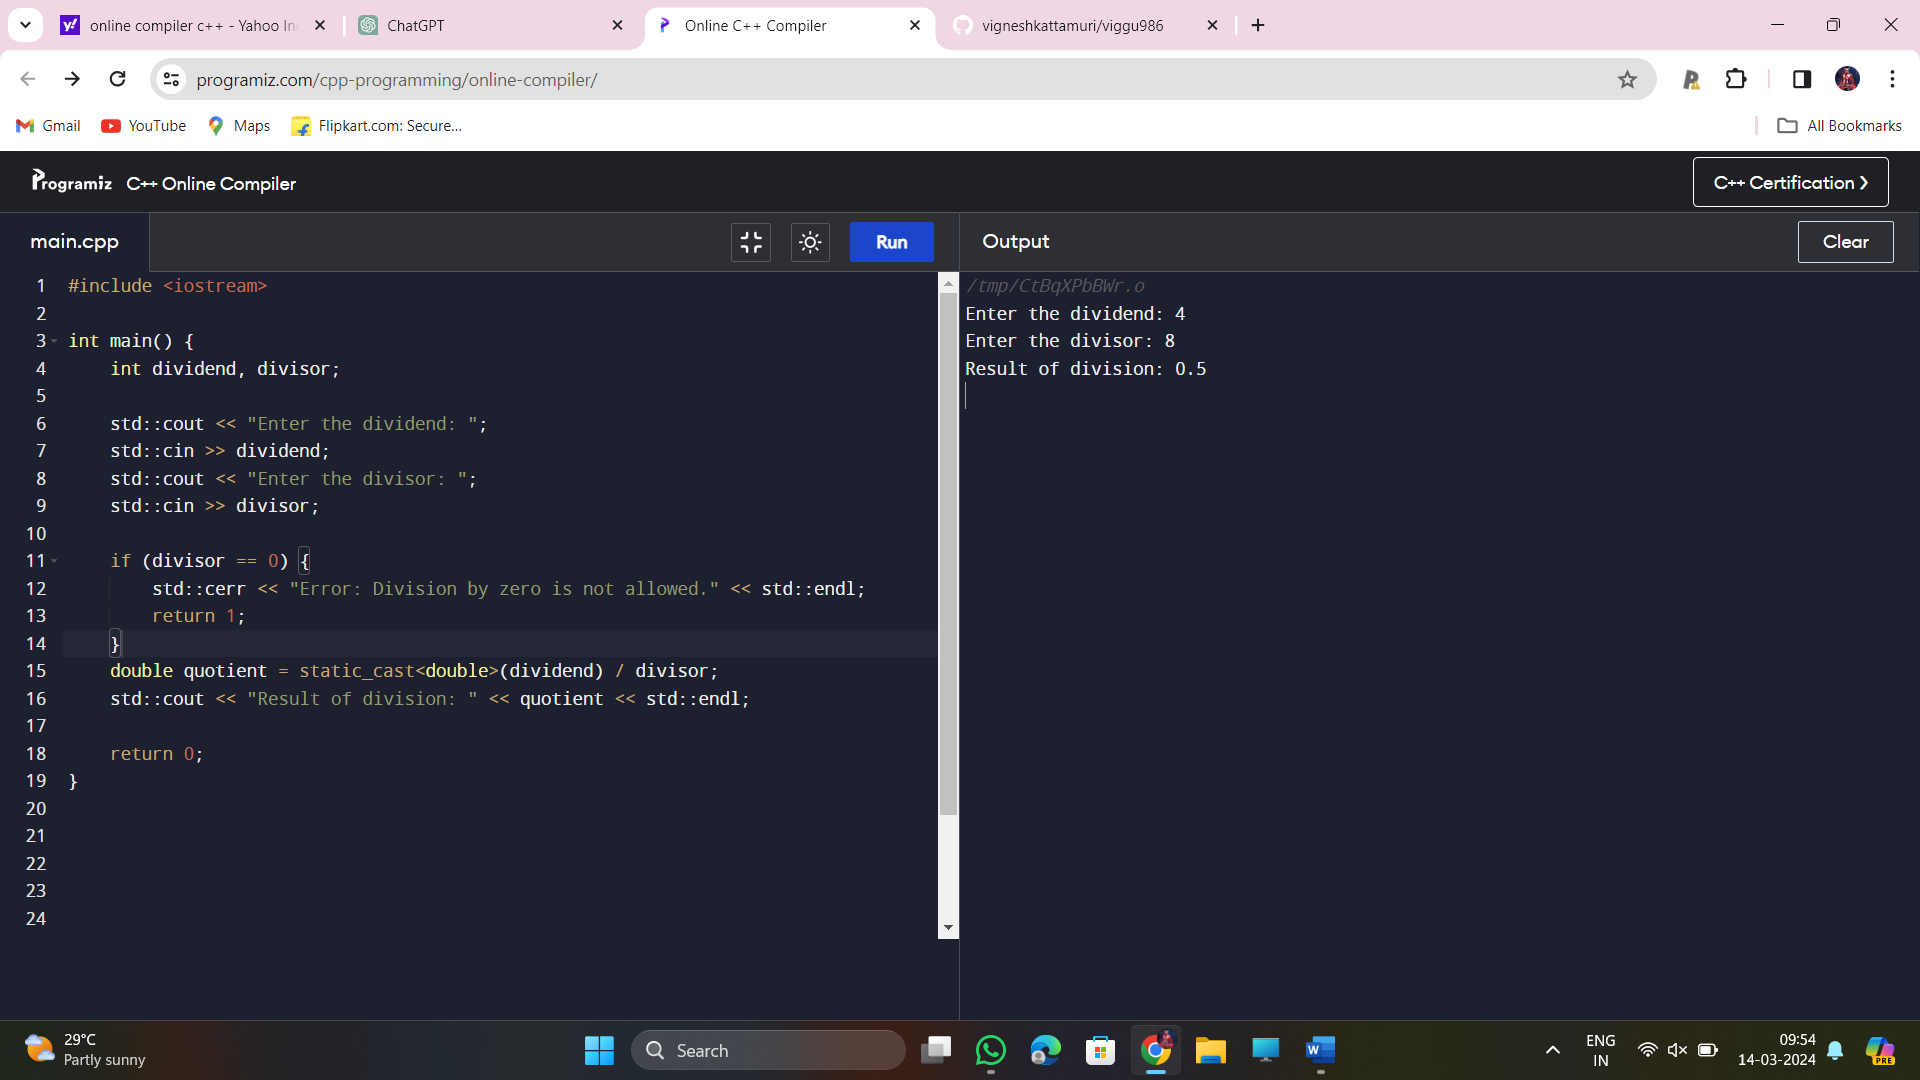 online compiler c++ - Yahoo In
ChatGPT
Online C++ Compiler
vigneshkattamuri/viggu986
programiz.com/cpp-programming/online-compiler/
Gmail
YouTube
Maps
Flipkart.com: Secure...
All Bookmarks
Programiz
C++ Online Compiler
C++ Certification >
main.cpp
Run
Output
Clear
1 #include <iostream>
2
3 int main() {
4     int dividend, divisor;
5
6     std::cout << "Enter the dividend: ";
7     std::cin >> dividend;
8     std::cout << "Enter the divisor: ";
9     std::cin >> divisor;
10
11     if (divisor == 0) {
12         std::cerr << "Error: Division by zero is not allowed." << std::endl;
13         return 1;
14     }
15     double quotient = static_cast<double>(dividend) / divisor;
16     std::cout << "Result of division: " << quotient << std::endl;
17
18     return 0;
19 }
20
21
22
23
24
/tmp/CtBqXPbBWr.o
Enter the dividend: 4
Enter the divisor: 8
Result of division: 0.5
29°C
Partly sunny
Search
ENG
IN
09:54
14-03-2024
PRE